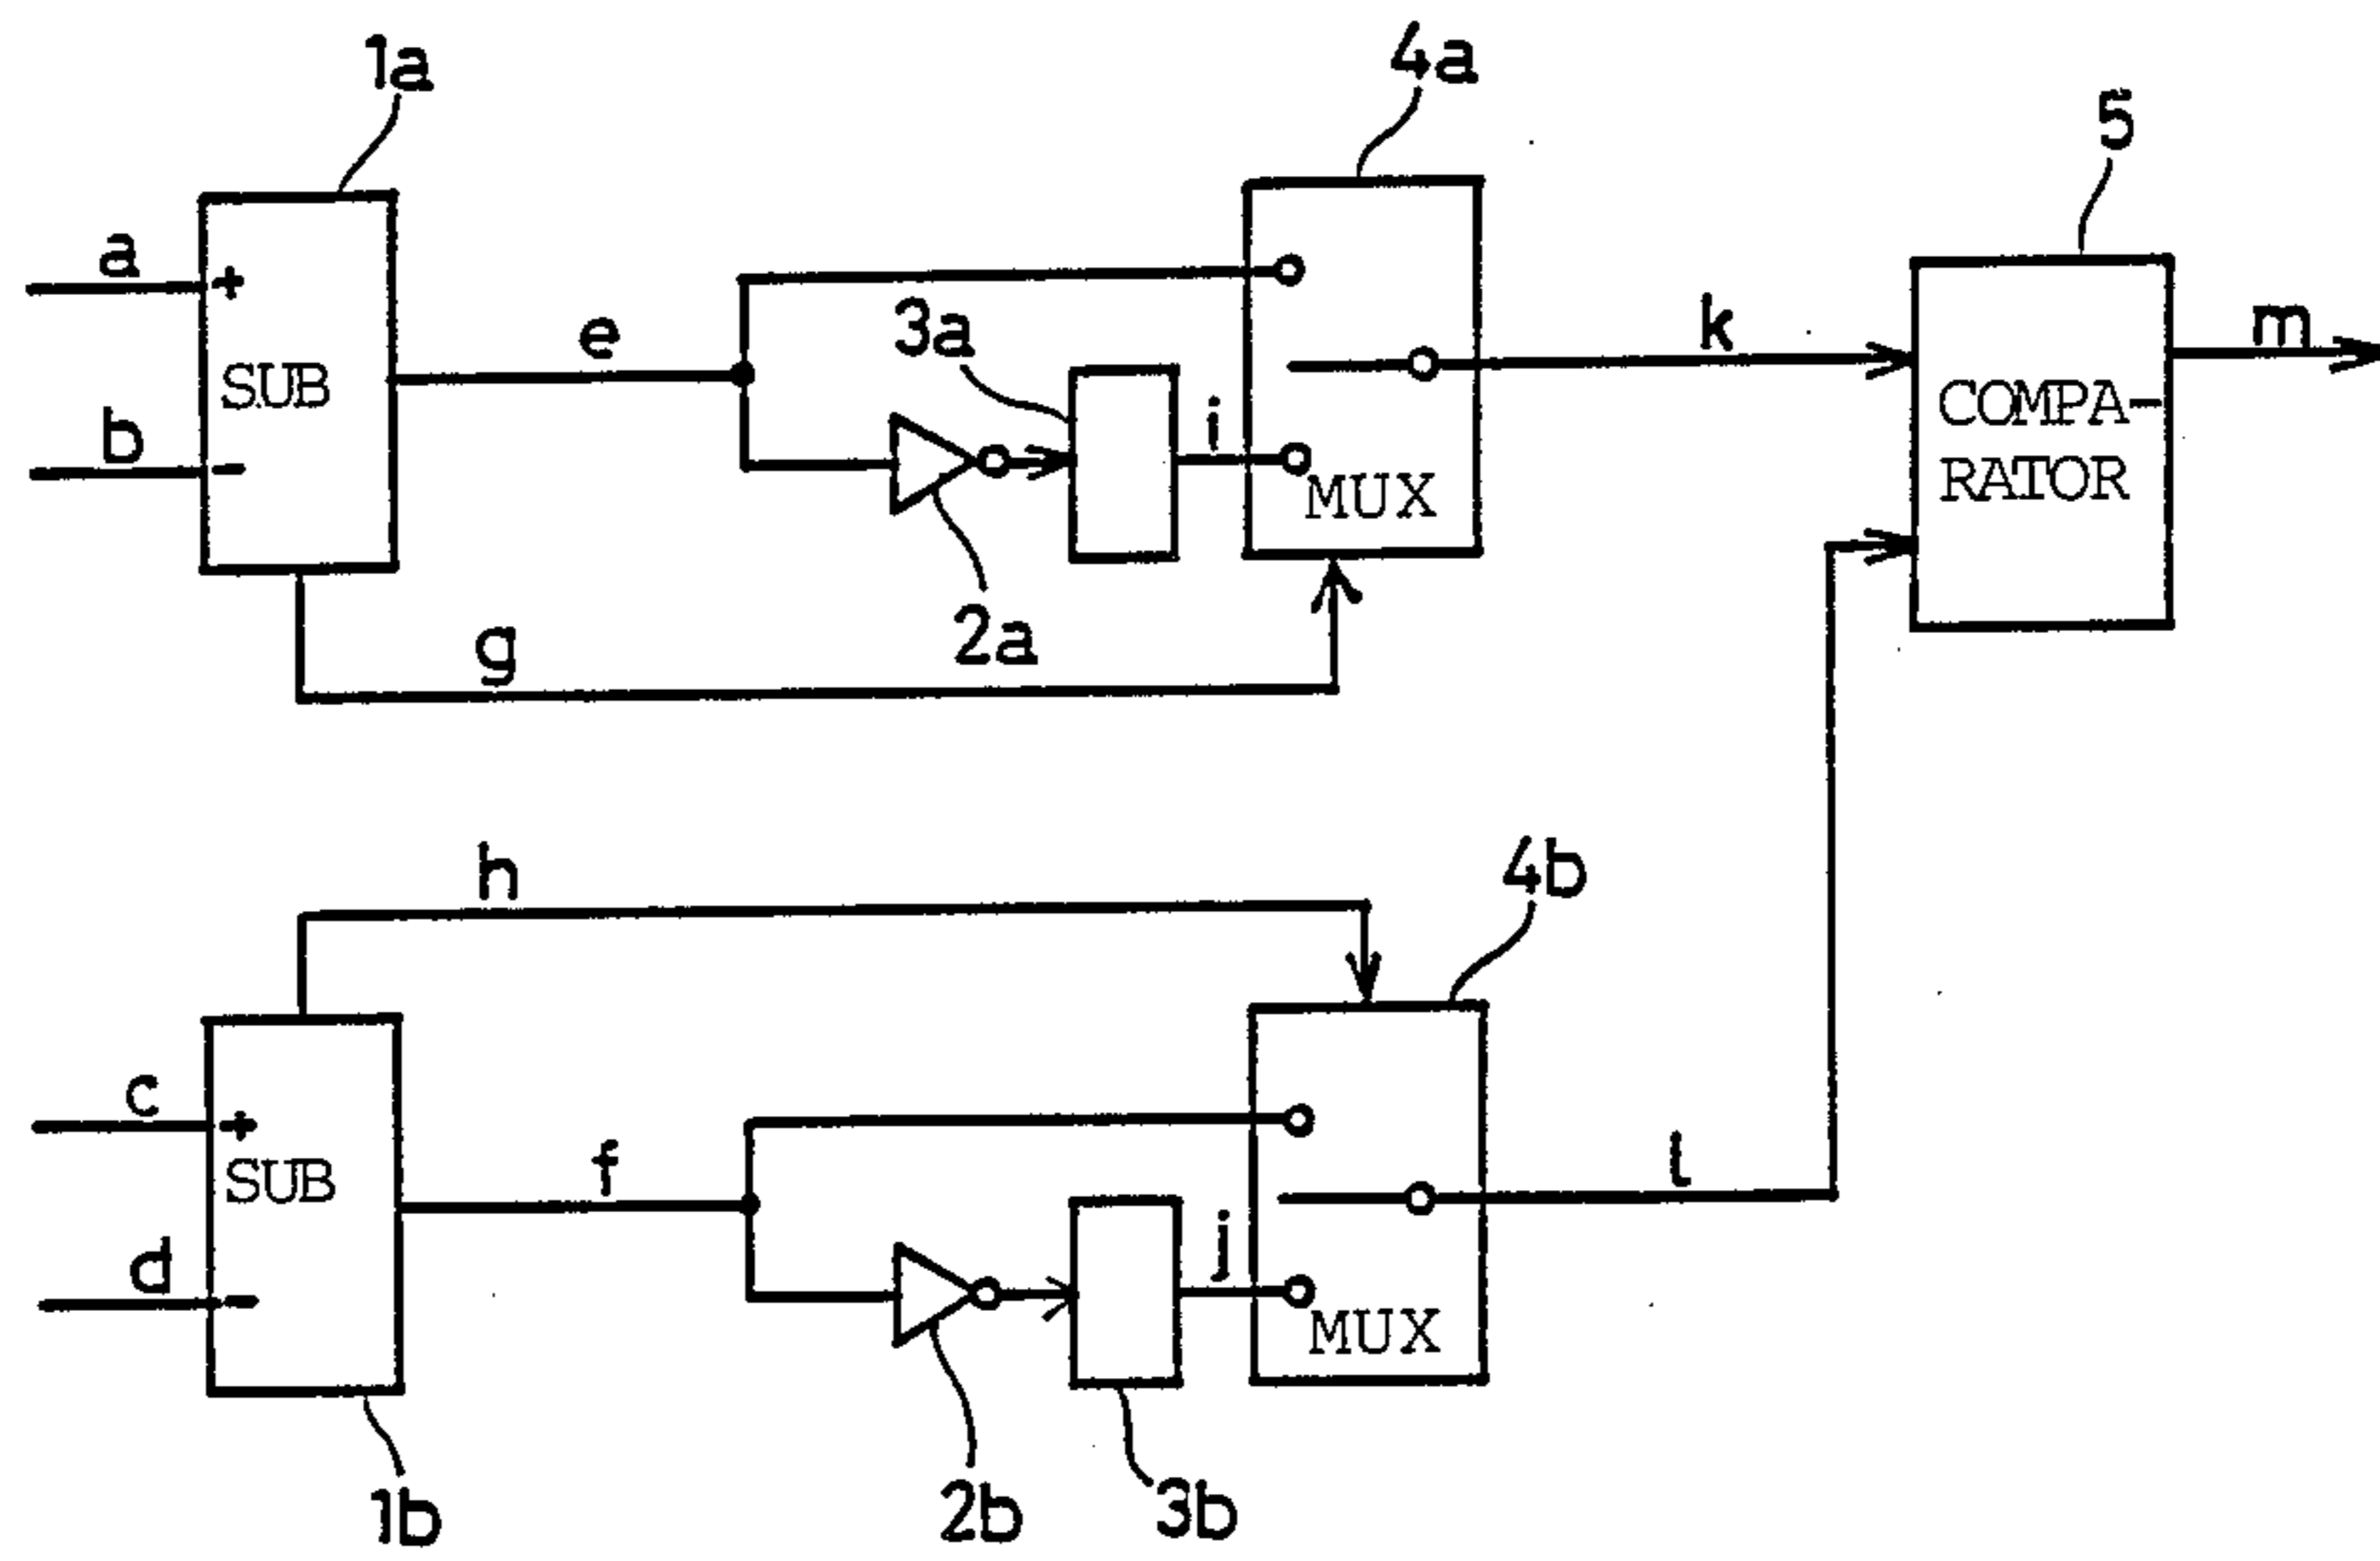 1a
4a
5
a
+
SUB
b
-
e
3a
i
MUX
k
COMPA-
RATOR
m
2a
g
h
4b
c
+
SUB
d
-
f
j
MUX
l
1b
2b
3b